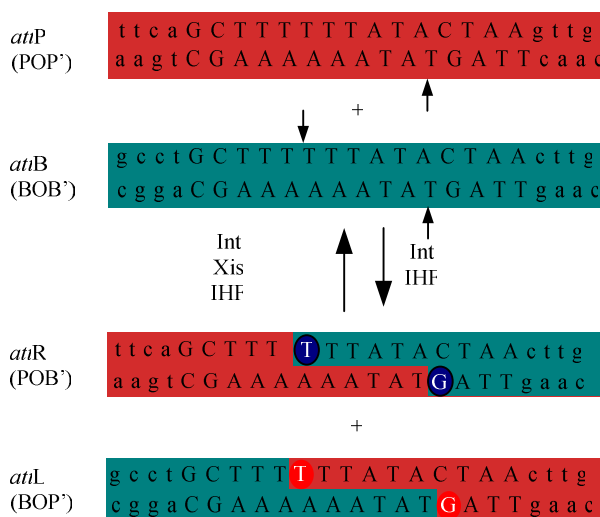 attP ttcaGCTTTTTTATACTAAgttg
(POP') aagtCGAAAAAATATGATTcaac
+
attB gcctGCTTTTTTATACTAActtg
(BOB') cggaCGAAAAAATATGATTgaac
Int
Xis
IHF
Int
IHF
attR ttcaGCTTTTTTATACTAActtg
(POB') aagtCGAAAAAATATGATTgaac
+
attL gcctGCTTTTTTATACTAActtg
(BOP') cggaCGAAAAAATATGATTgaac